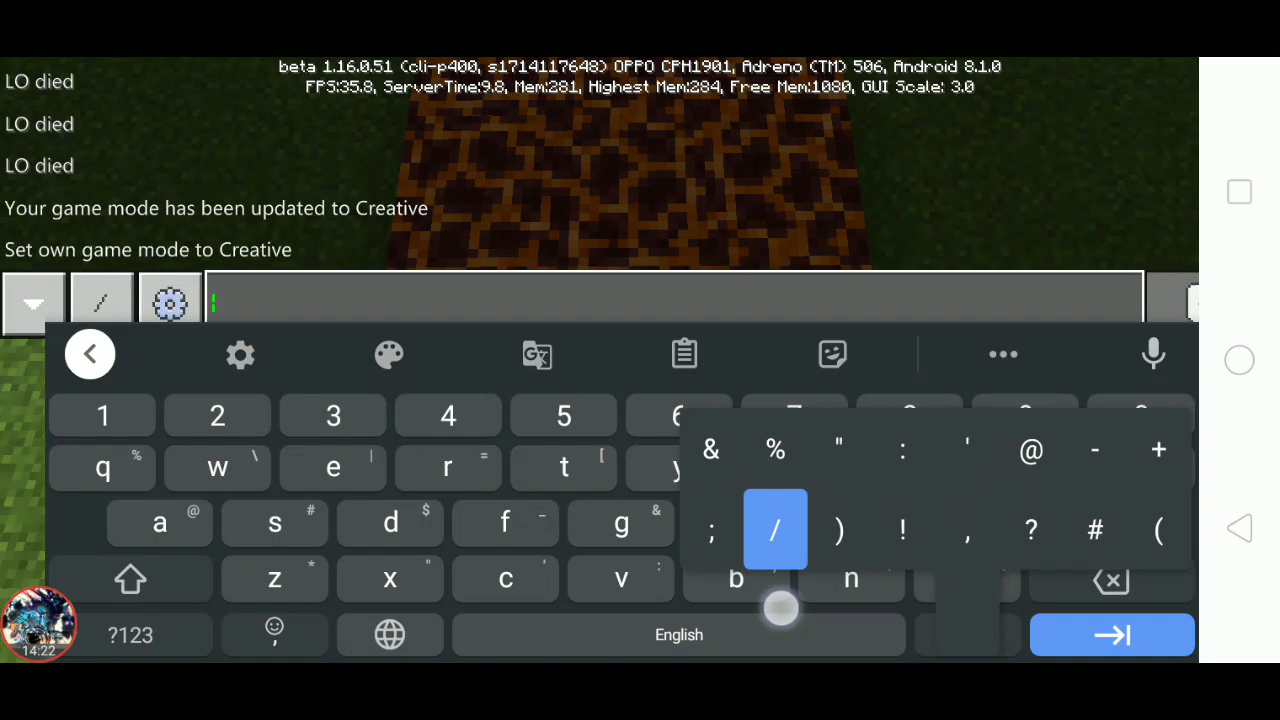 beta 1.16.0.51 (cli-p400, s1714117648) OPPO CPH1901, Adreno (TM) 506, Android 8.1.0
FPS:35.8, ServerTime:9.8, Mem:281, Highest Mem:284, Free Mem:1080, GUI Scale: 3.0
LO died
LO died
LO died
Your game mode has been updated to Creative
Set own game mode to Creative
/
1 2 3 4 5 6
& % " : ' @ - +
q % w \ e | r = t [ y
; / ) ! , ? # (
a @ s # d $ f _ g &
z * x " c ' v : b n
?123 , English
14:22